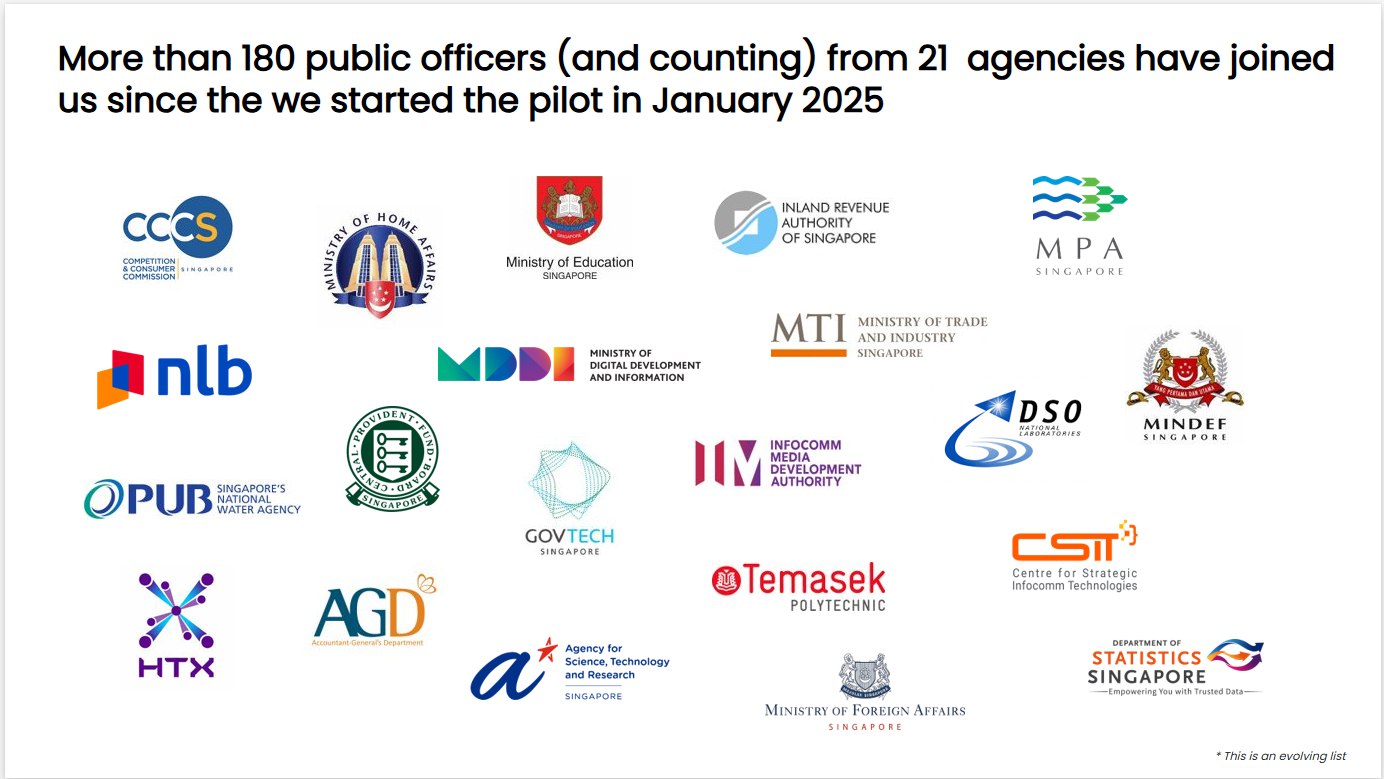 More than 180 public officers (and counting) from 21 agencies have joined
us since the we started the pilot in January 2025
CCCS
COMPETITION
& CONSUMER
COMMISSION
SINGAPORE
MINISTRY OF HOME AFFAIRS
SINGAPORE
Ministry of Education
SINGAPORE
INLAND REVENUE
AUTHORITY
OF SINGAPORE
MPA
SINGAPORE
nlb
MDDI
MINISTRY OF
DIGITAL DEVELOPMENT
AND INFORMATION
MTI
MINISTRY OF TRADE
AND INDUSTRY
SINGAPORE
DSO
NATIONAL
LABORATORIES
YANG PERTAMA DAN UTAMA
MINDEF
SINGAPORE
PUB
SINGAPORE'S
NATIONAL
WATER AGENCY
CENTRAL PROVIDENT FUND BOARD
SINGAPORE
GOVTECH
SINGAPORE
IM
INFOCOMM
MEDIA
DEVELOPMENT
AUTHORITY
CSIT
Centre for Strategic
Infocomm Technologies
HTX
AGD
Accountant-General's Department
Temasek
POLYTECHNIC
a
Agency for
Science, Technology
and Research
SINGAPORE
MINISTRY OF FOREIGN AFFAIRS
SINGAPORE
DEPARTMENT OF
STATISTICS
SINGAPORE
Empowering You with Trusted Data
* This is an evolving list